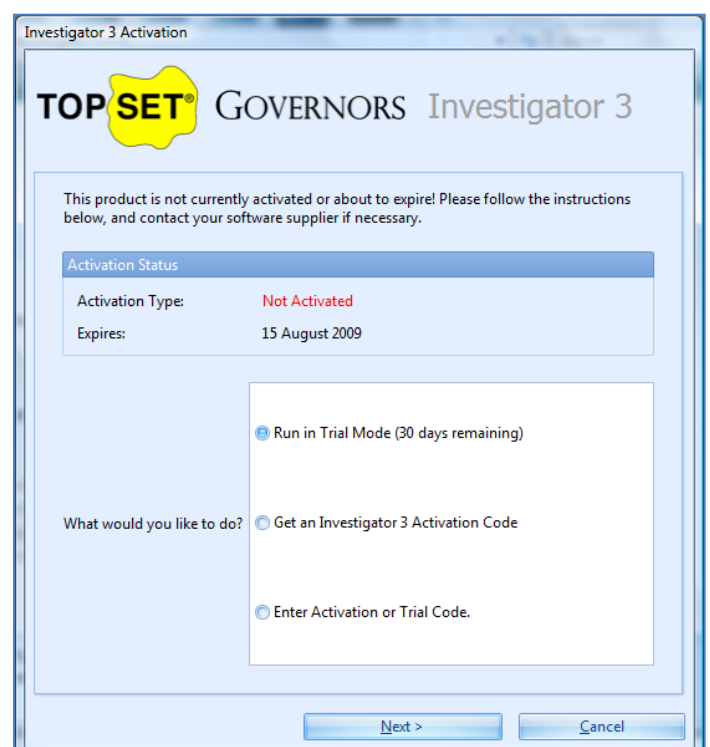 Investigator 3 Activation
TOP SET® GOVERNORS Investigator 3
This product is not currently activated or about to expire! Please follow the instructions
below, and contact your software supplier if necessary.
Activation Status
Activation Type: Not Activated
Expires: 15 August 2009
Run in Trial Mode (30 days remaining)
What would you like to do? Get an Investigator 3 Activation Code
Enter Activation or Trial Code.
Next > Cancel